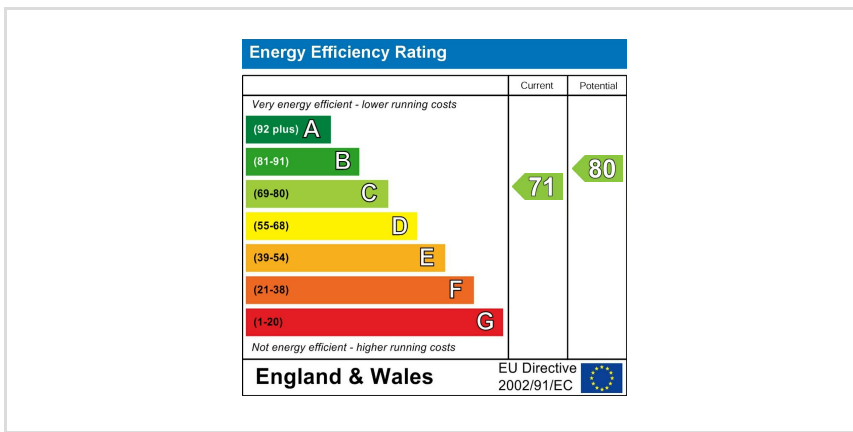 Energy Efficiency Rating
Current Potential
Very energy efficient - lower running costs
(92 plus) A
(81-91) B
(69-80) C
(55-68) D
(39-54) E
(21-38) F
(1-20) G
71
80
Not energy efficient - higher running costs
England & Wales
EU Directive
2002/91/EC